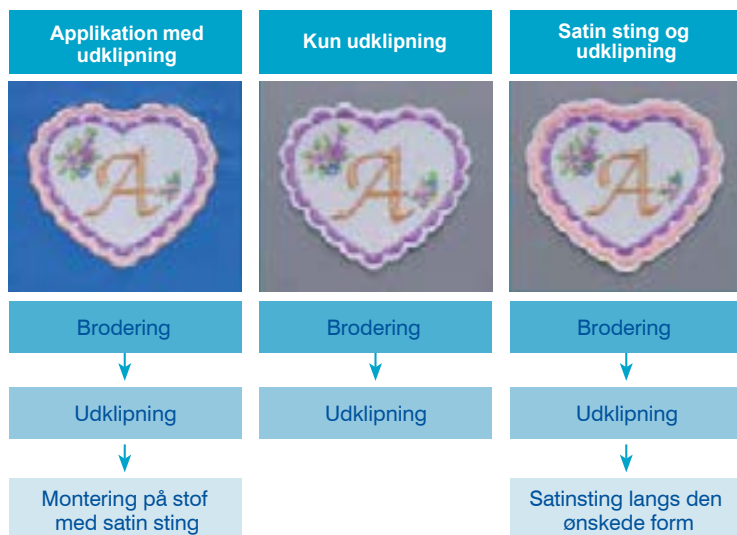 Applikation med
udklipning
Kun udklipning
Satin sting og
udklipning
A
A
A
Brodering
Brodering
Brodering
Udklipning
Udklipning
Udklipning
Montering på stof
med satin sting
Satinsting langs den
ønskede form